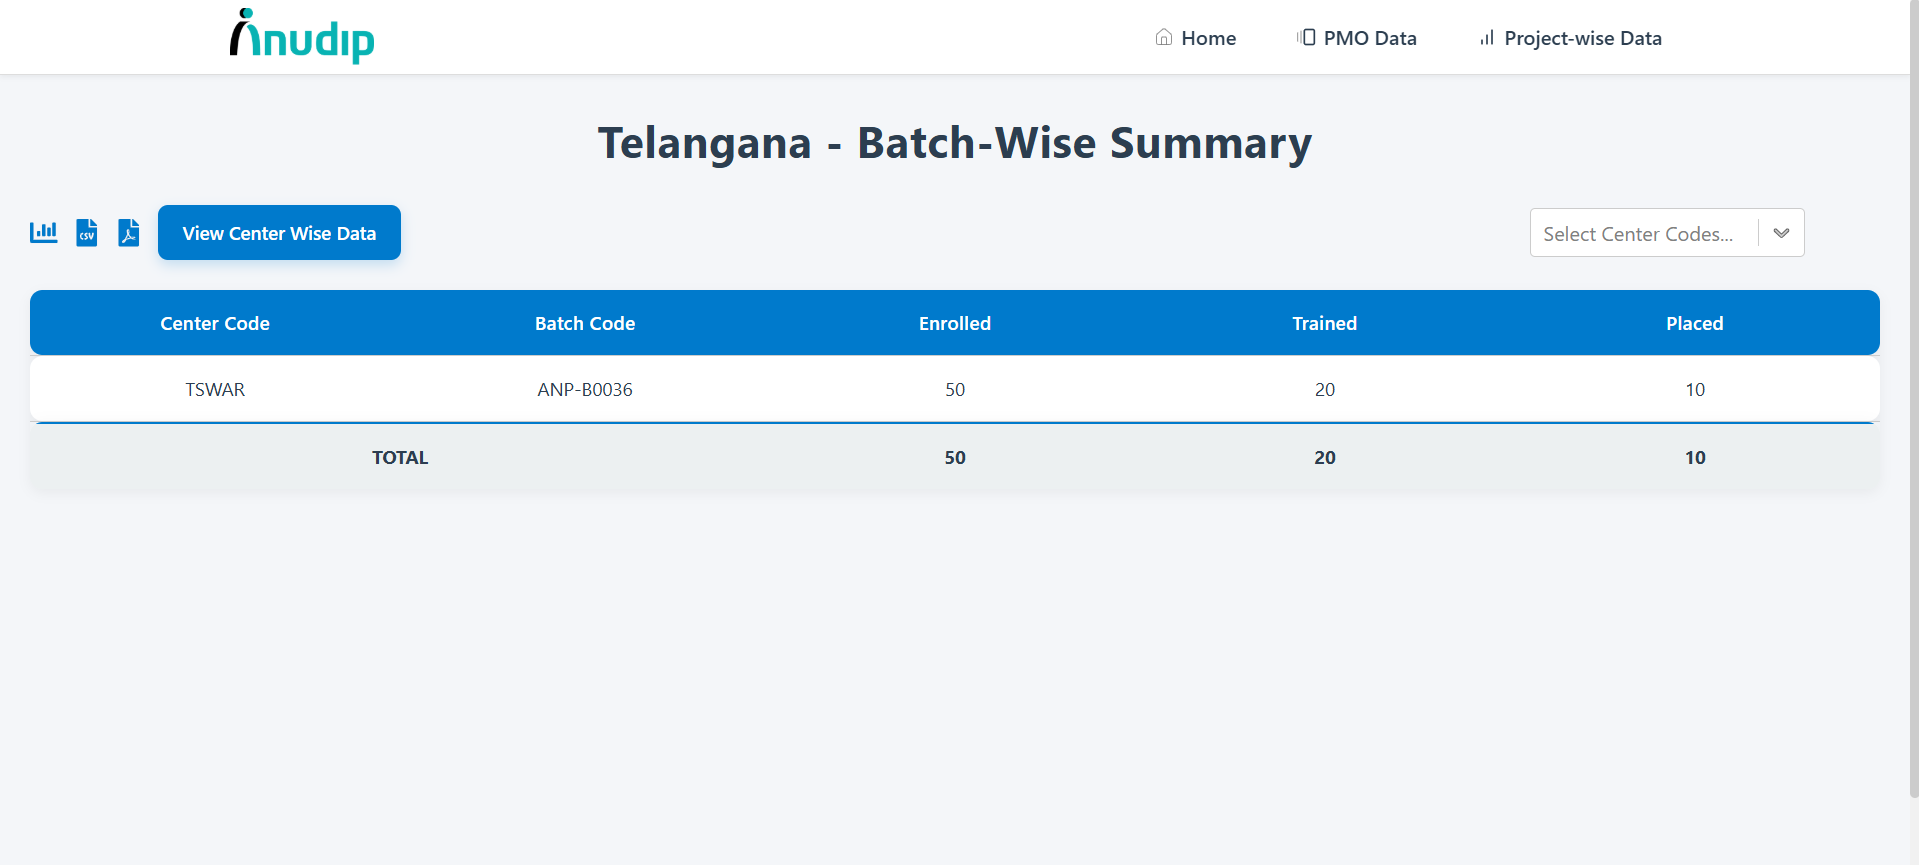 Anudip
Home
PMO Data
Project-wise Data
Telangana - Batch-Wise Summary
CSV
View Center Wise Data
Select Center Codes...
Center Code Batch Code Enrolled Trained Placed
TSWAR ANP-B0036 50 20 10
TOTAL 50 20 10